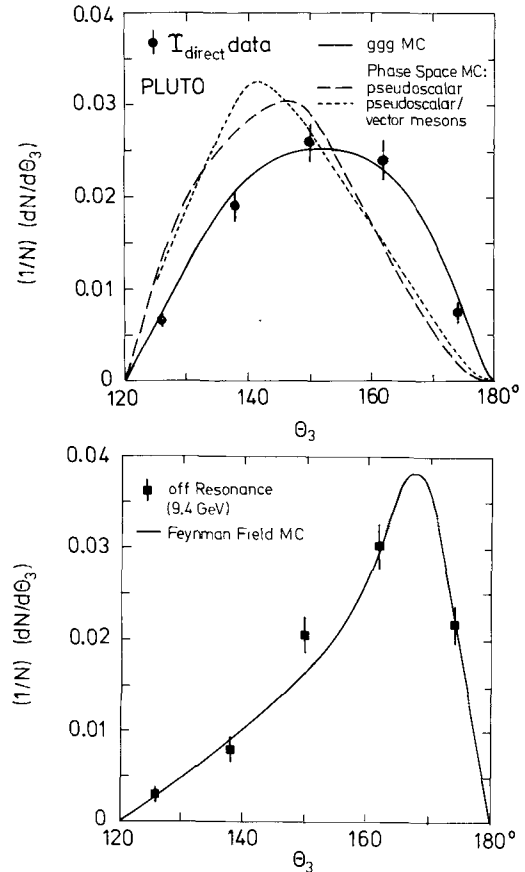 ϒdirect data
PLUTO
ggg MC
Phase Space MC:
pseudoscalar
pseudoscalar/
vector mesons
(1/N) (dN/dΘ3)
0.04
0.03
0.02
0.01
0
120 140 160 180°
Θ3
off Resonance
(9.4 GeV)
Feynman Field MC
(1/N) (dN/dΘ3)
0.04
0.03
0.02
0.01
0
120 140 160 180°
Θ3